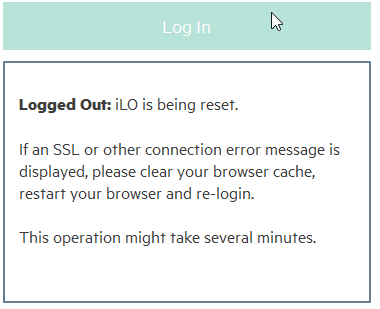 Log In
Logged Out: iLO is being reset.
If an SSL or other connection error message is
displayed, please clear your browser cache,
restart your browser and re-login.
This operation might take several minutes.